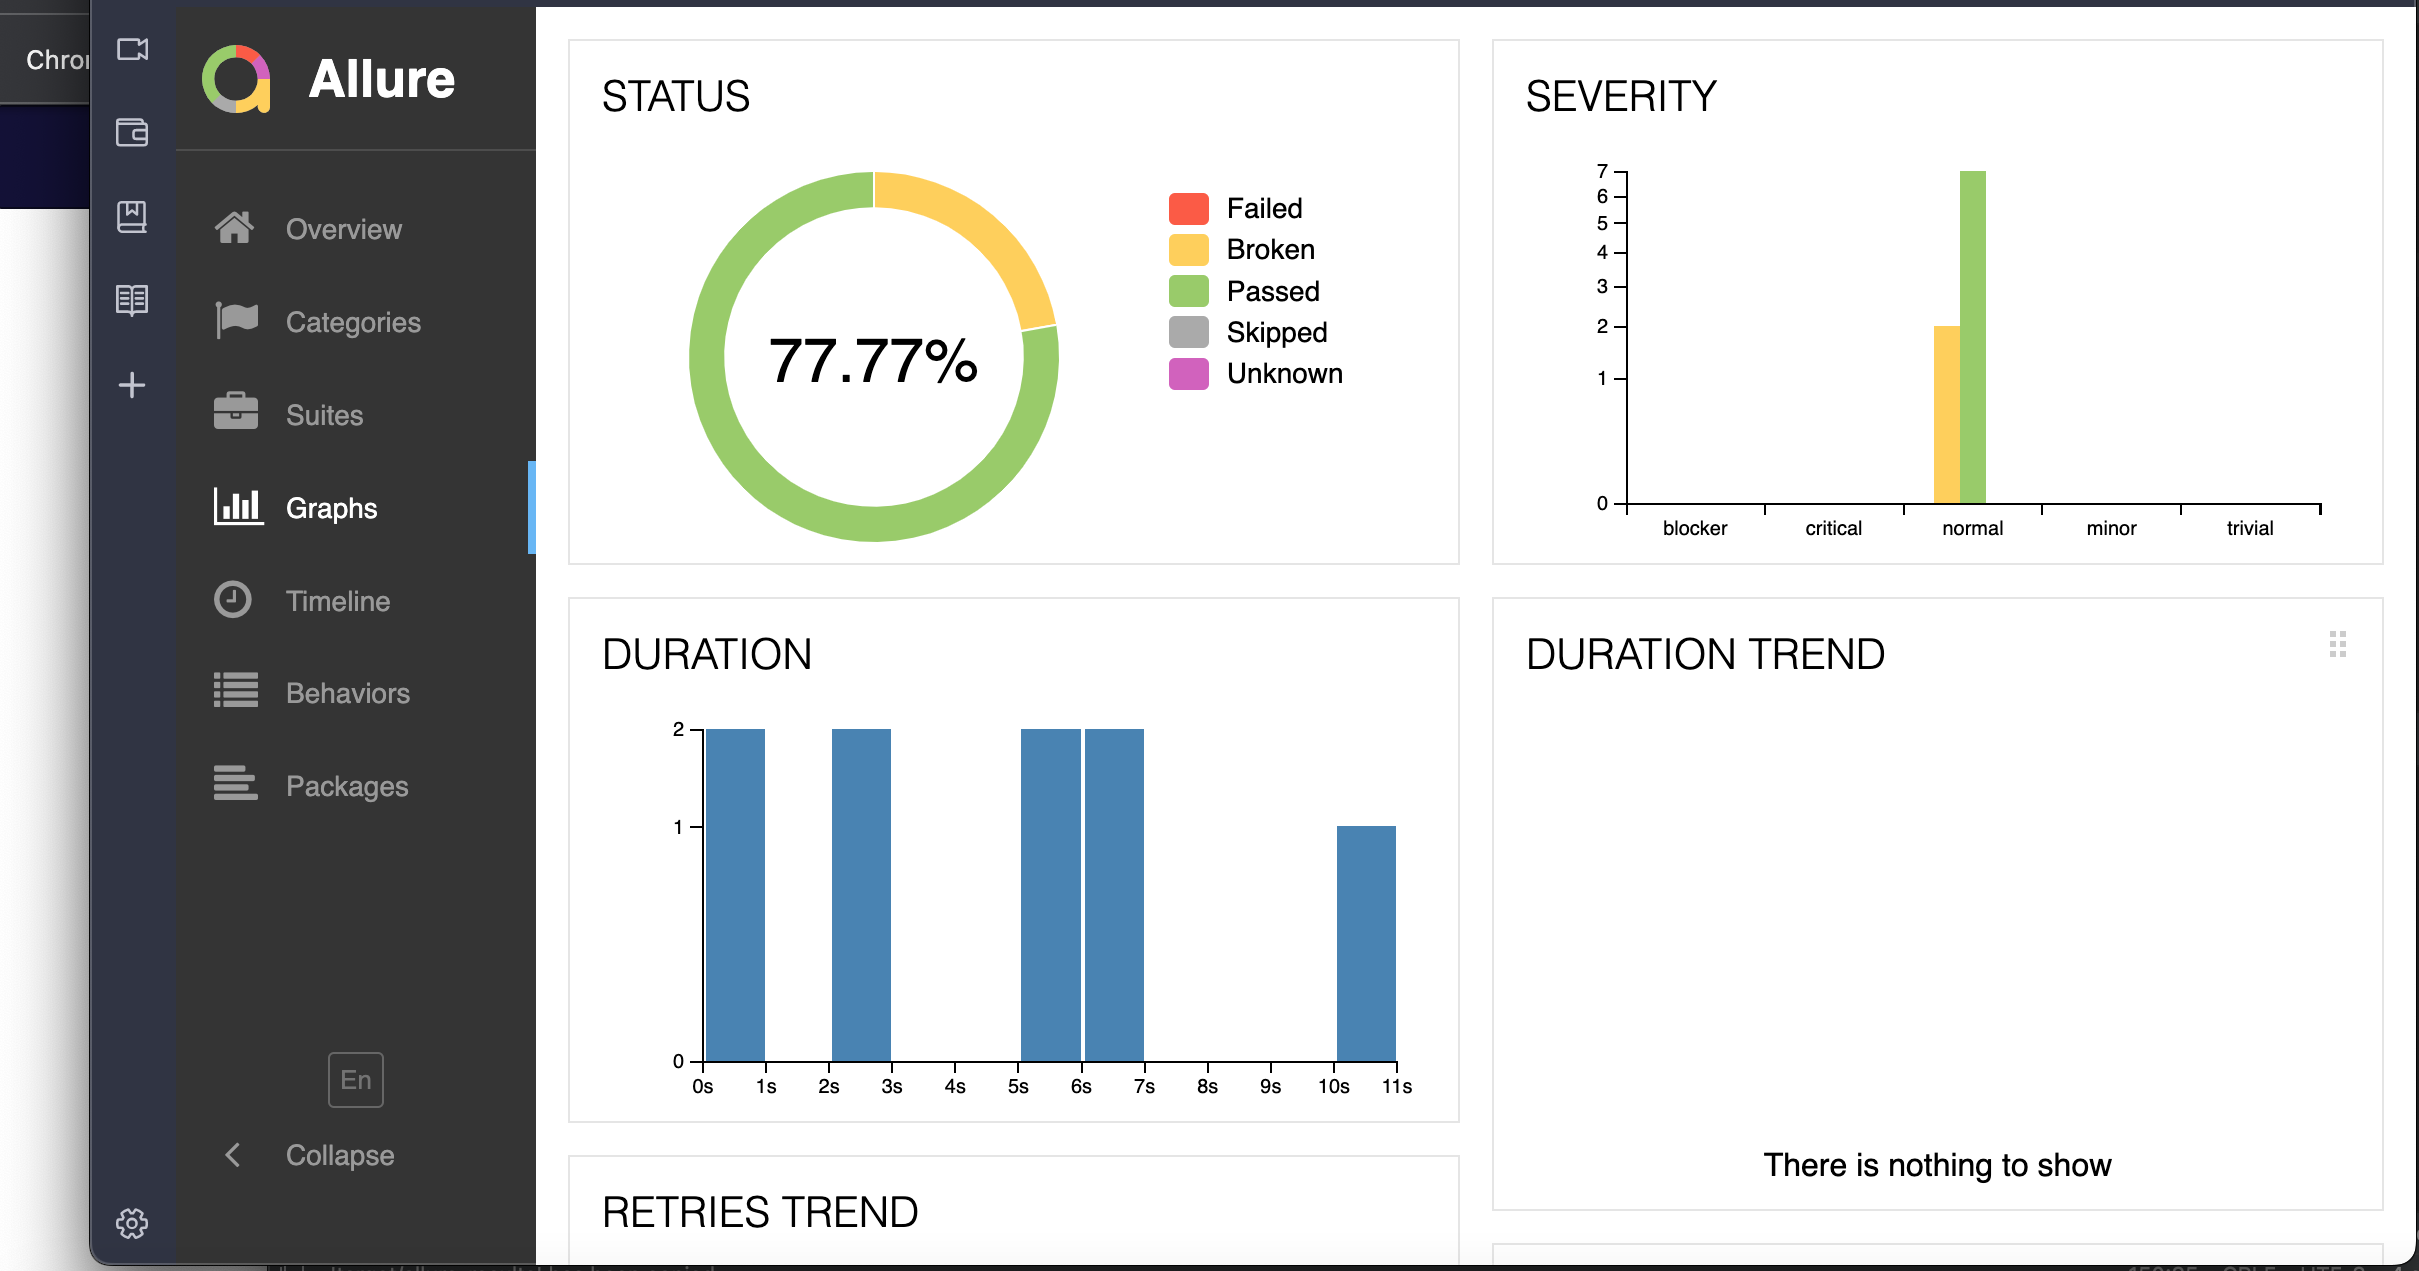 Allure
Overview
Categories
Suites
Graphs
Timeline
Behaviors
Packages
En
Collapse
STATUS
77.77%
Failed
Broken
Passed
Skipped
Unknown
SEVERITY
7
6
5
4
3
2
1
0
blocker critical normal minor trivial
DURATION
2
1
0
0s 1s 2s 3s 4s 5s 6s 7s 8s 9s 10s 11s
DURATION TREND
There is nothing to show
RETRIES TREND